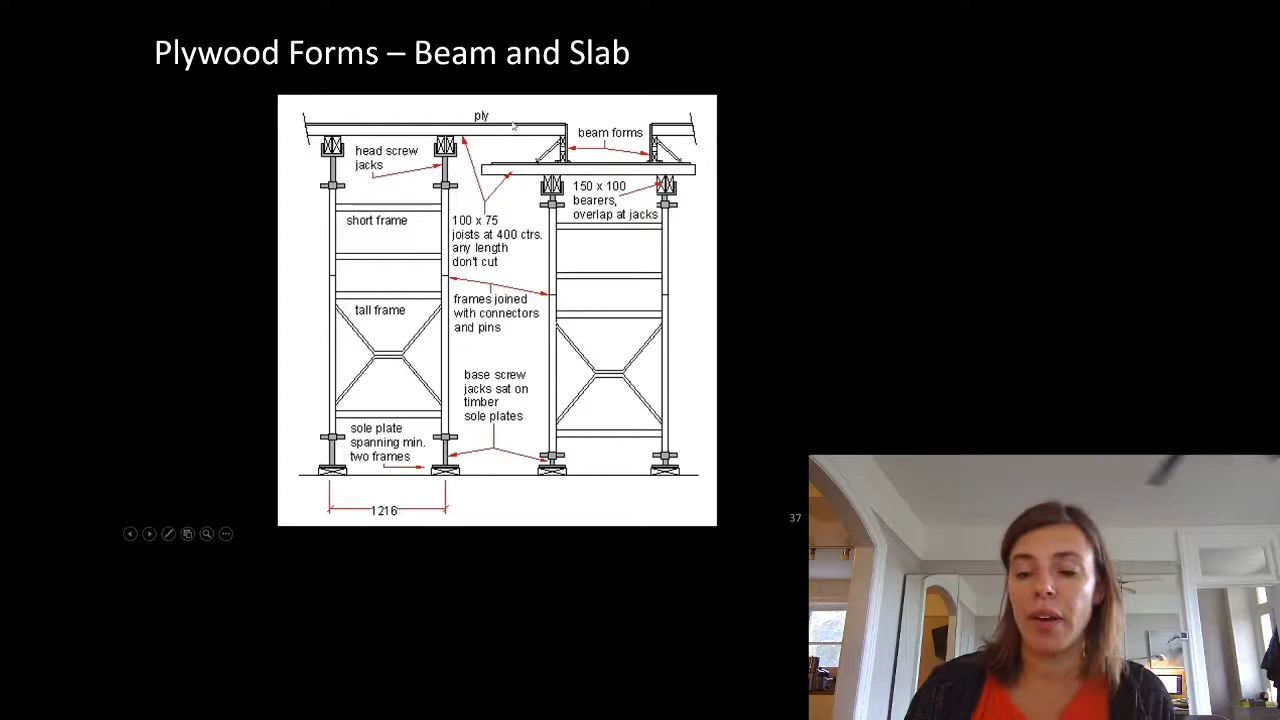 Plywood Forms – Beam and Slab
ply
beam forms
head screw
jacks
150 x 100
bearers,
overlap at jacks
short frame
100 x 75
joists at 400 ctrs.
any length
don't cut
tall frame
frames joined
with connectors
and pins
base screw
jacks sat on
timber
sole plates
sole plate
spanning min.
two frames
1216
37